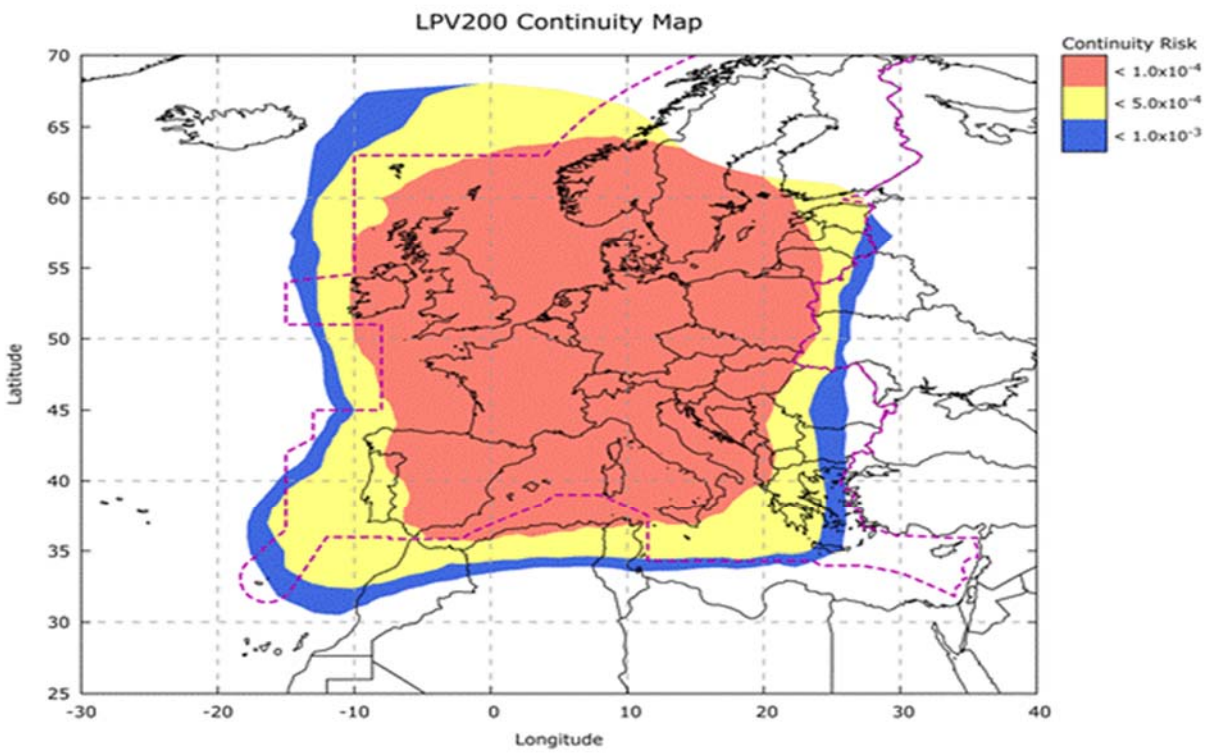 LPV200 Continuity Map
Continuity Risk
< 1.0x10⁻⁴
< 5.0x10⁻⁴
< 1.0x10⁻³
70
65
60
55
50
45
40
35
30
25
Latitude
-30 -20 -10 0 10 20 30 40
Longitude